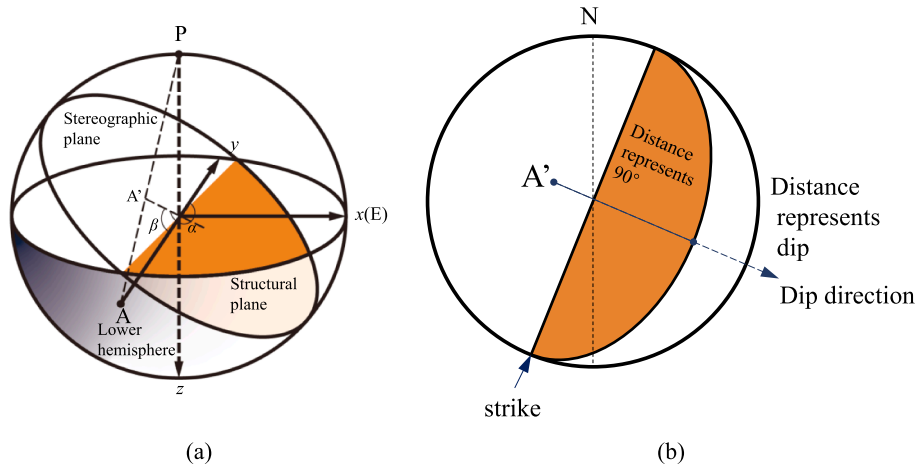 P
Stereographic
plane
y
A'
x(E)
β
α
Structural
plane
A
Lower
hemisphere
z
(a)
N
Distance
represents
90°
A'
Distance
represents
dip
Dip direction
strike
(b)